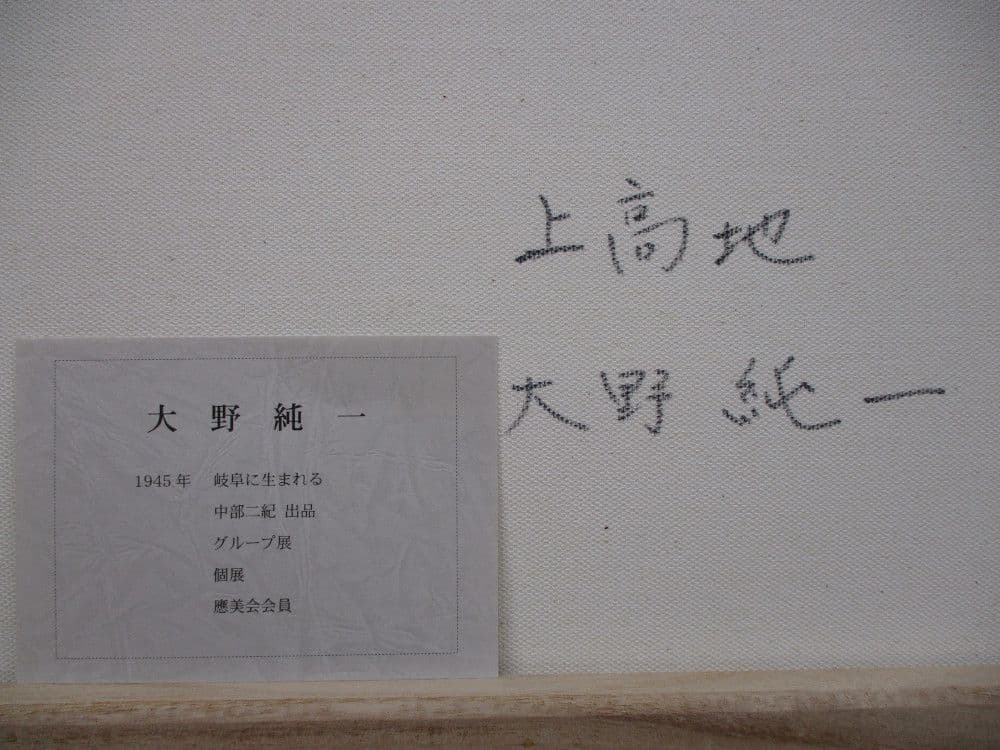 上高地
大野純一
大野純一
1945年 岐阜に生まれる
中部二紀 出品
グループ展
個展
應美会会員